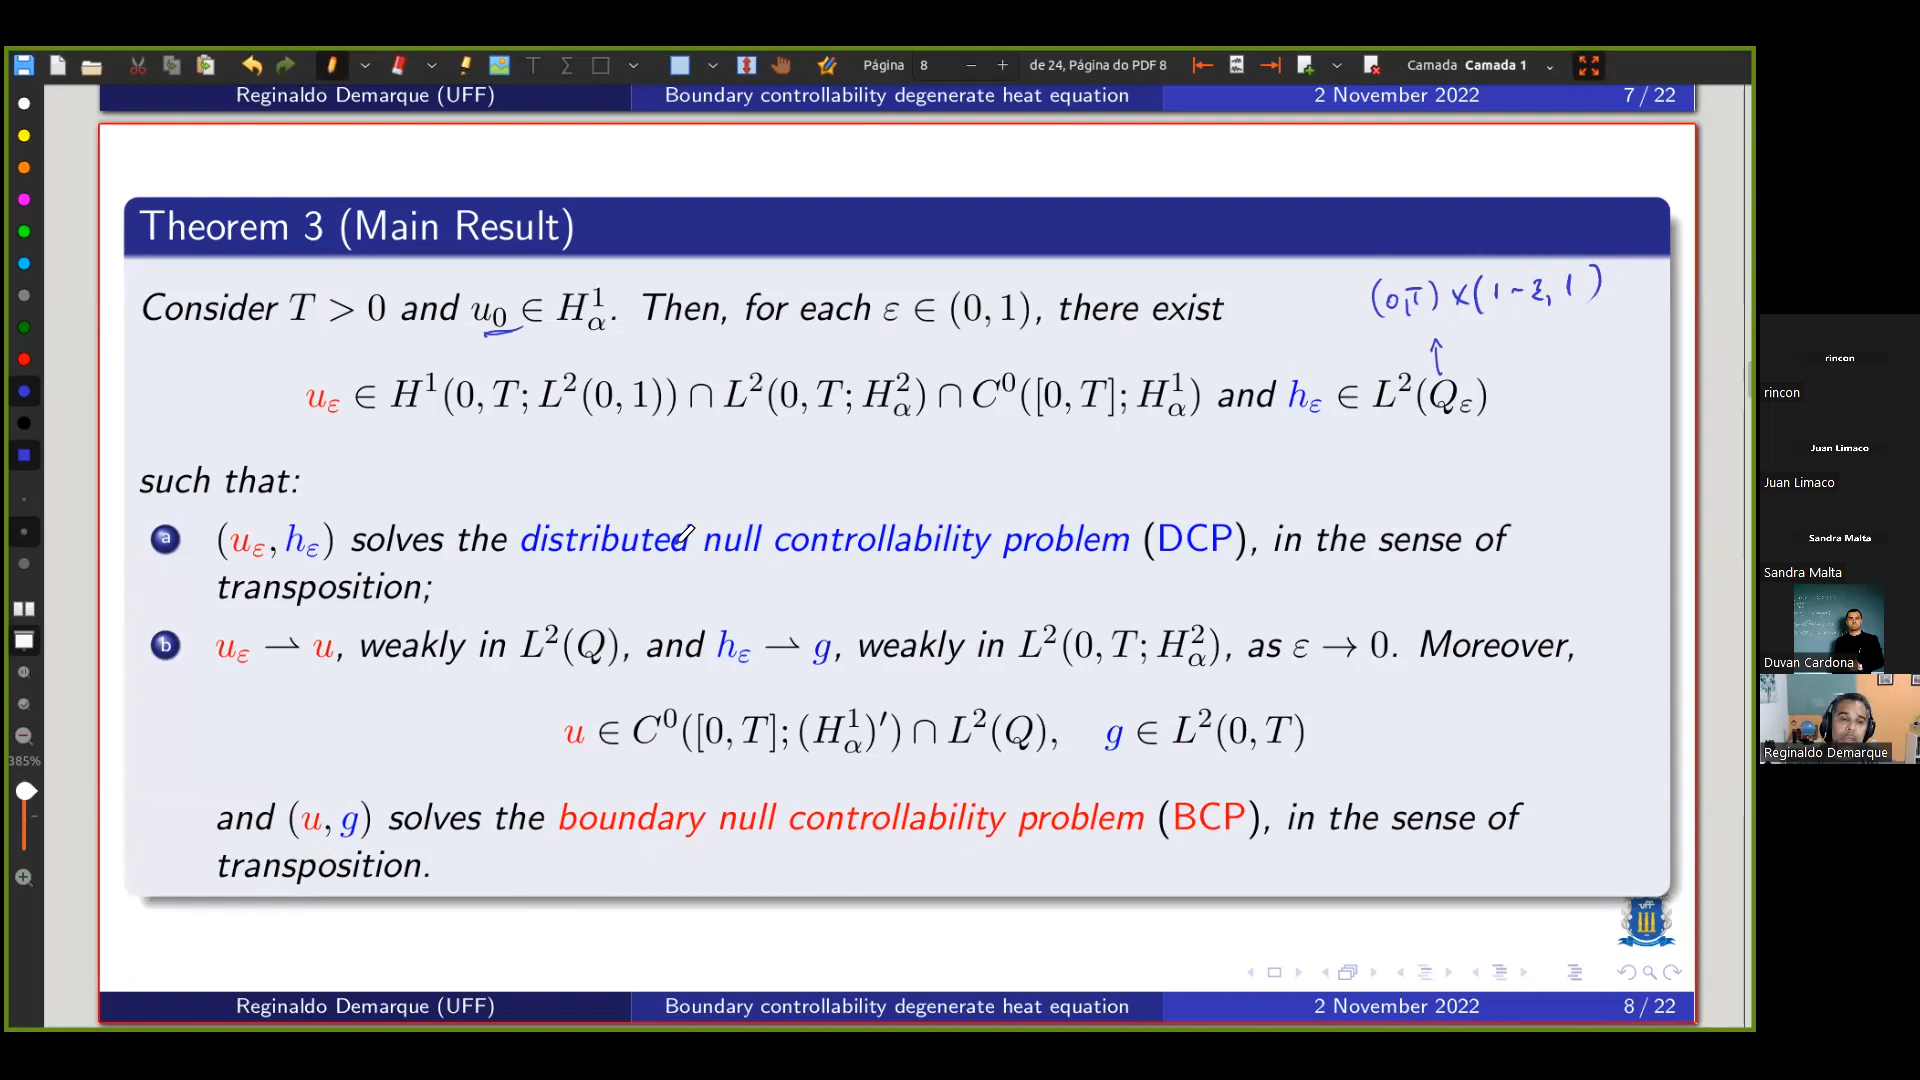 Página 8 − + de 24, Página do PDF 8 Camada Camada 1
Reginaldo Demarque (UFF) Boundary controllability degenerate heat equation 2 November 2022 7 / 22
Theorem 3 (Main Result)
(0,T) x (1-ε, 1)
Consider T > 0 and u₀ ∈ H¹_α. Then, for each ε ∈ (0, 1), there exist
u_ε ∈ H¹(0, T; L²(0, 1)) ∩ L²(0, T; H²_α) ∩ C⁰([0, T]; H¹_α) and h_ε ∈ L²(Q_ε)
such that:
a (u_ε, h_ε) solves the distributed null controllability problem (DCP), in the sense of
transposition;
b u_ε ⇀ u, weakly in L²(Q), and h_ε ⇀ g, weakly in L²(0, T; H²_α), as ε → 0. Moreover,
u ∈ C⁰([0, T]; (H¹_α)′) ∩ L²(Q), g ∈ L²(0, T)
and (u, g) solves the boundary null controllability problem (BCP), in the sense of
transposition.
Reginaldo Demarque (UFF) Boundary controllability degenerate heat equation 2 November 2022 8 / 22
385%
rincon
rincon
Juan Limaco
Juan Limaco
Sandra Malta
Sandra Malta
Duvan Cardona
Reginaldo Demarque